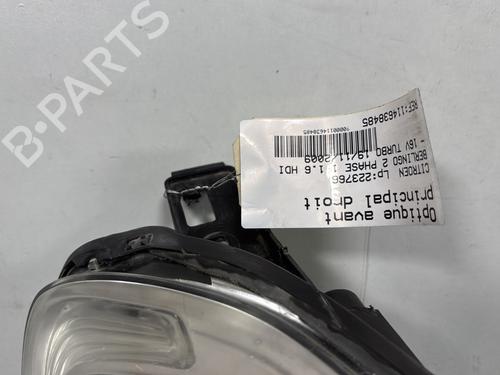 B-PARTS
Optique avant
principal droit
CITROEN Lp:223766
BERLINGO 2 PHASE 1 1.6 HDI
- 16V TURBO 19/11/2009
1000011463848S
REF:114638485